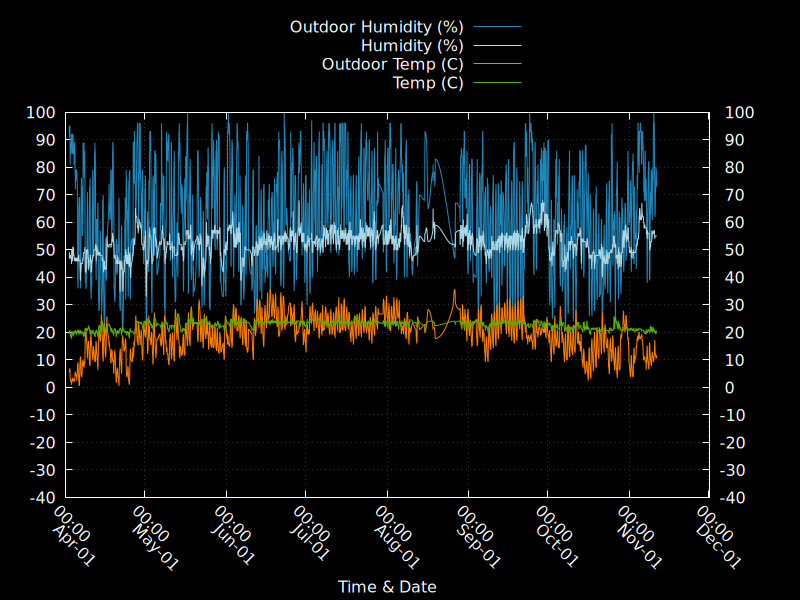 Outdoor Humidity (%)
Humidity (%)
Outdoor Temp (C)
Temp (C)
100 100
90 90
80 80
70 70
60 60
50 50
40 40
30 30
20 20
10 10
0 0
-10 -10
-20 -20
-30 -30
-40 -40
00:00 00:00 00:00 00:00 00:00 00:00 00:00 00:00 00:00
Apr-01 May-01 Jun-01 Jul-01 Aug-01 Sep-01 Oct-01 Nov-01 Dec-01
Time & Date